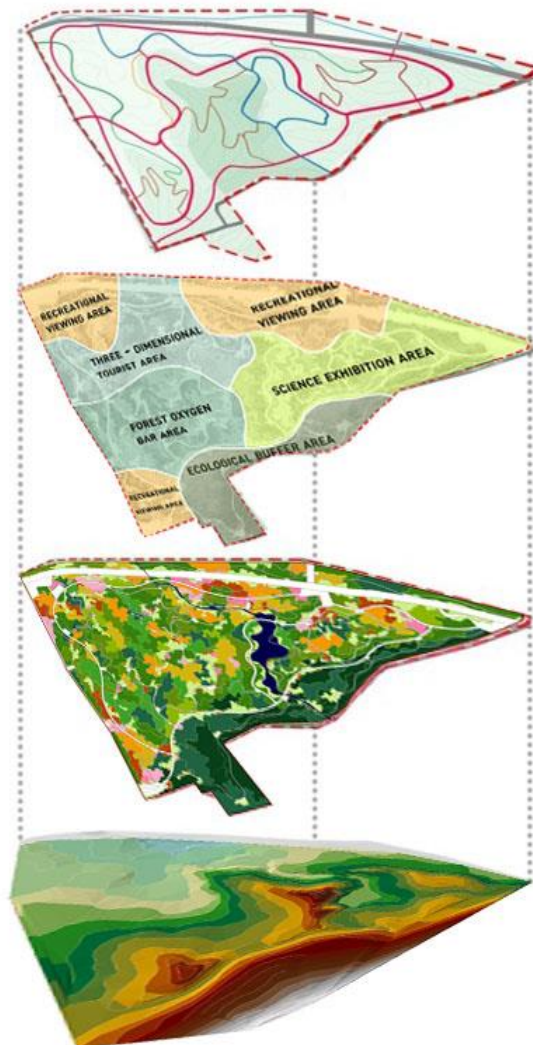 RECREATIONAL
VIEWING AREA
RECREATIONAL
VIEWING AREA
THREE - DIMENSIONAL
TOURIST AREA
SCIENCE EXHIBITION AREA
FOREST OXYGEN
BAR AREA
ECOLOGICAL BUFFER AREA
RECREATIONAL
VIEWING AREA